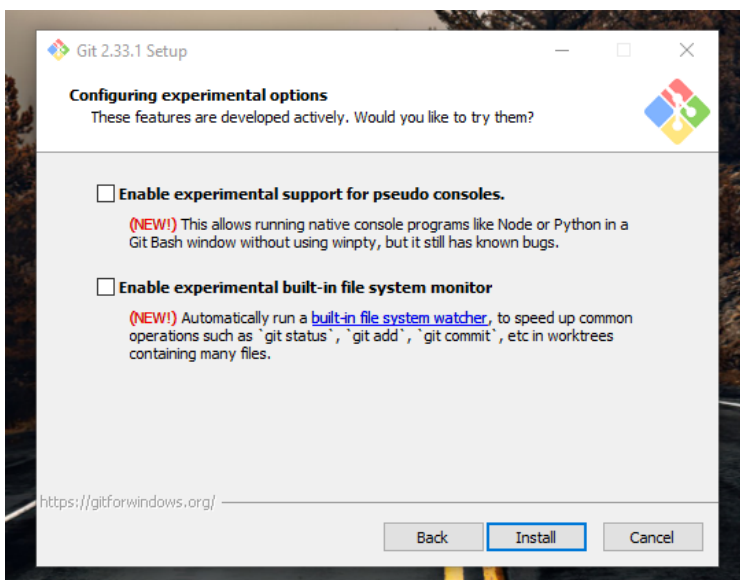 Git 2.33.1 Setup
Configuring experimental options
These features are developed actively. Would you like to try them?
Enable experimental support for pseudo consoles.
(NEW!) This allows running native console programs like Node or Python in a
Git Bash window without using winpty, but it still has known bugs.
Enable experimental built-in file system monitor
(NEW!) Automatically run a built-in file system watcher, to speed up common
operations such as `git status`, `git add`, `git commit`, etc in worktrees
containing many files.
https://gitforwindows.org/
Back
Install
Cancel